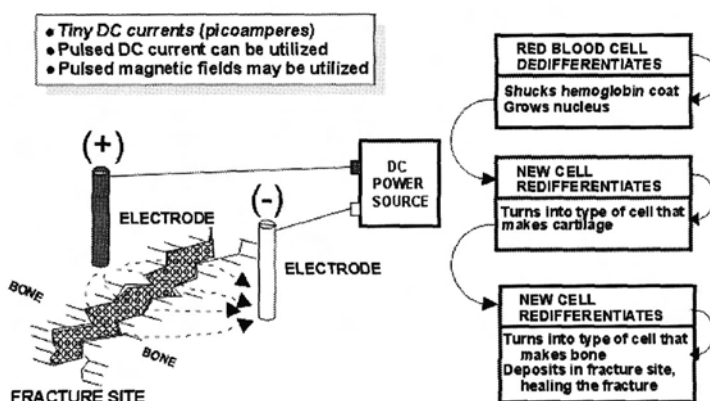 • Tiny DC currents (picoamperes)
• Pulsed DC current can be utilized
• Pulsed magnetic fields may be utilized
(+)
(-)
DC
POWER
SOURCE
ELECTRODE
ELECTRODE
BONE
BONE
FRACTURE SITE
RED BLOOD CELL
DEDIFFERENTIATES
Shucks hemoglobin coat
Grows nucleus
NEW CELL
REDIFFERENTIATES
Turns into type of cell that
makes cartilage
NEW CELL
REDIFFERENTIATES
Turns into type of cell that
makes bone
Deposits in fracture site,
healing the fracture